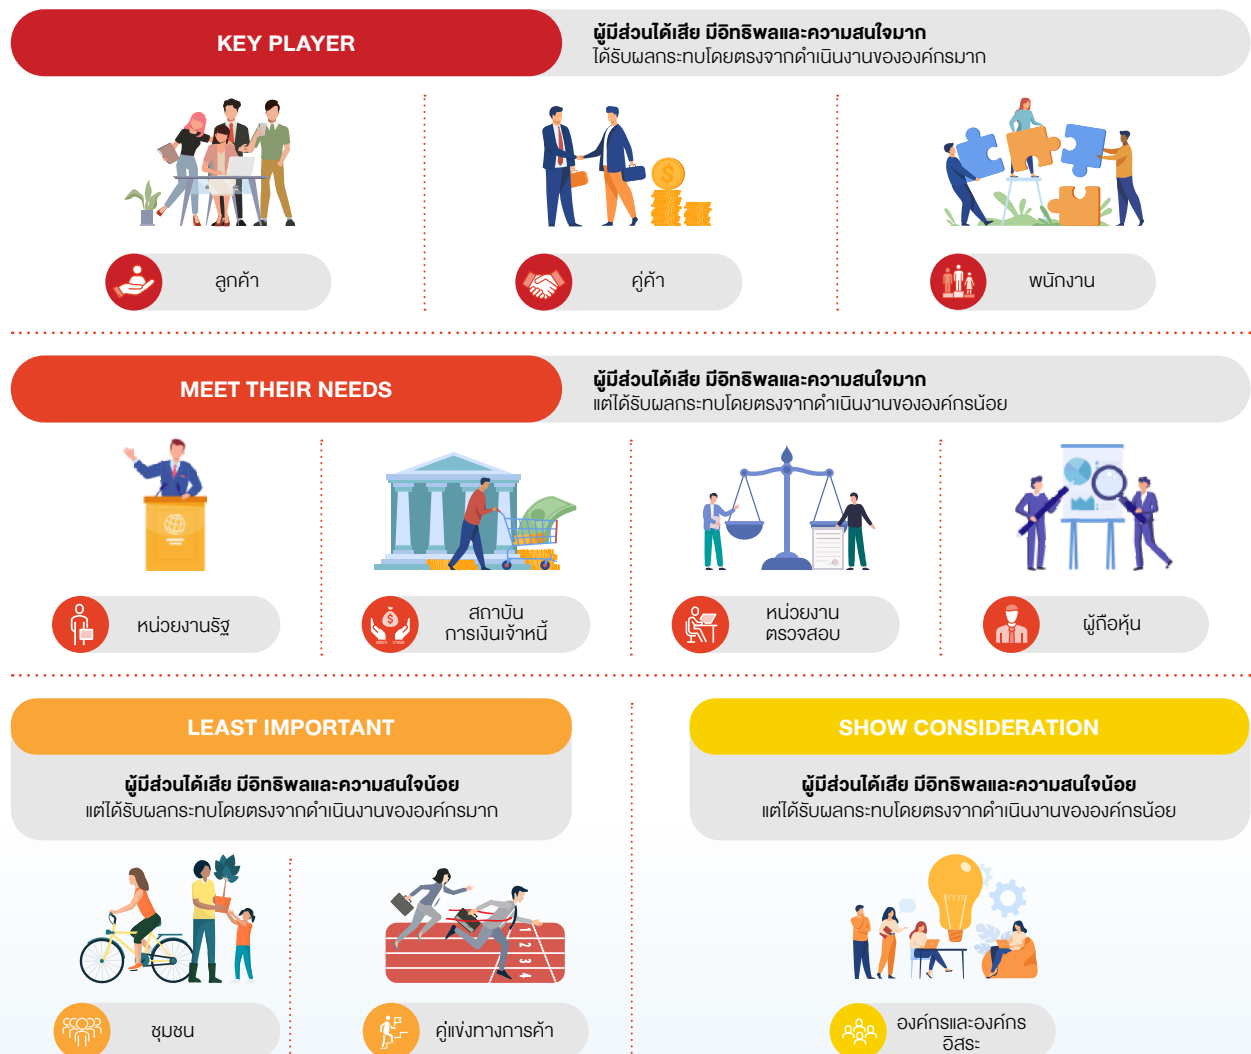 KEY PLAYER
ผู้มีส่วนได้เสีย มีอิทธิพลและความสนใจมาก
ได้รับผลกระทบโดยตรงจากดำเนินงานขององค์กรมาก
ลูกค้า
คู่ค้า
พนักงาน
MEET THEIR NEEDS
ผู้มีส่วนได้เสีย มีอิทธิพลและความสนใจมาก
แต่ได้รับผลกระทบโดยตรงจากดำเนินงานขององค์กรน้อย
หน่วยงานรัฐ
สถาบัน
การเงินเจ้าหนี้
หน่วยงาน
ตรวจสอบ
ผู้ถือหุ้น
LEAST IMPORTANT
ผู้มีส่วนได้เสีย มีอิทธิพลและความสนใจน้อย
แต่ได้รับผลกระทบโดยตรงจากดำเนินงานขององค์กรมาก
SHOW CONSIDERATION
ผู้มีส่วนได้เสีย มีอิทธิพลและความสนใจน้อย
แต่ได้รับผลกระทบโดยตรงจากดำเนินงานขององค์กรน้อย
1
2
3
4
ชุมชน
คู่แข่งทางการค้า
องค์กรและองค์กร
อิสระ